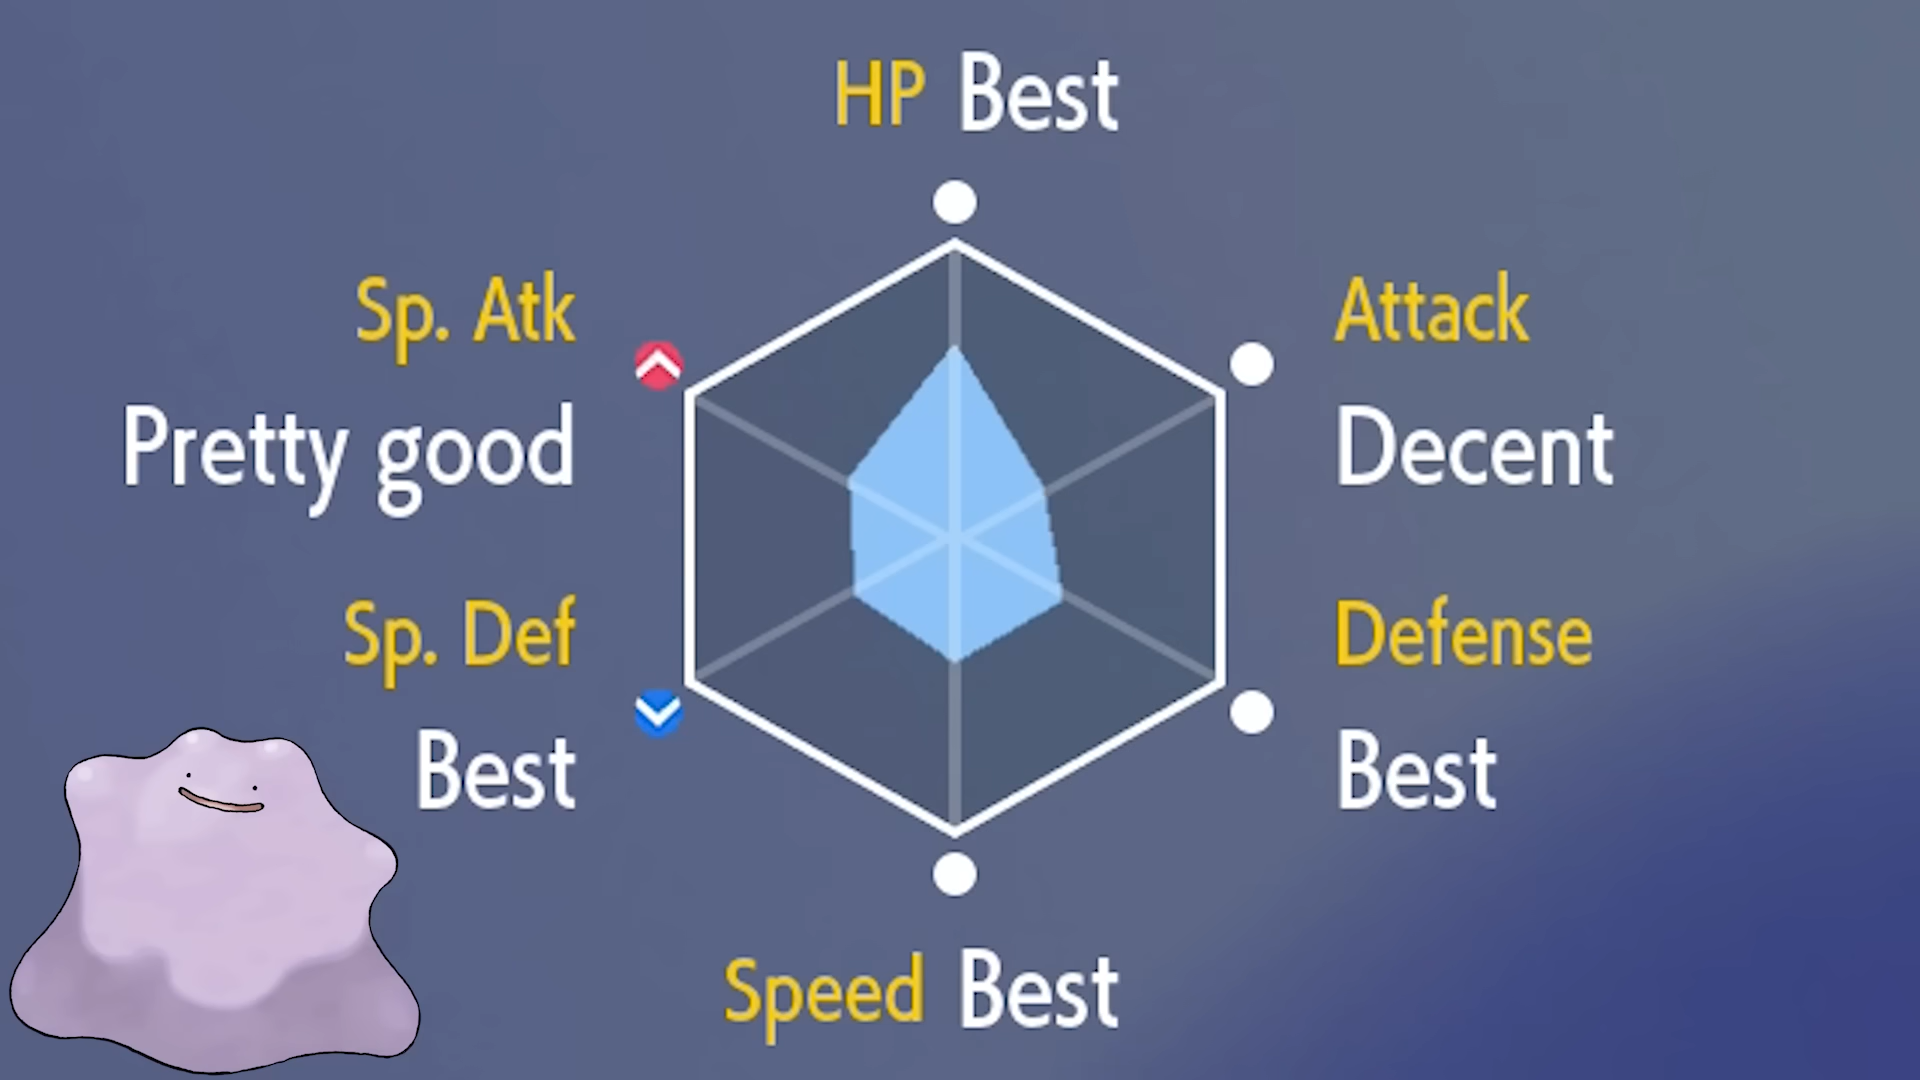 HP Best
Sp. Atk
Pretty good
Attack
Decent
Sp. Def
Best
Defense
Best
Speed Best